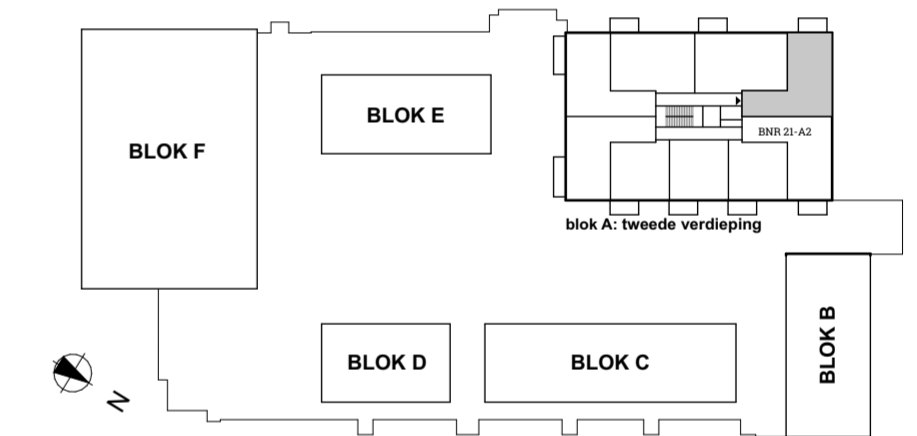 BLOK E
BLOK F
BNR 21-A2
blok A: tweede verdieping
BLOK B
BLOK D
BLOK C
N